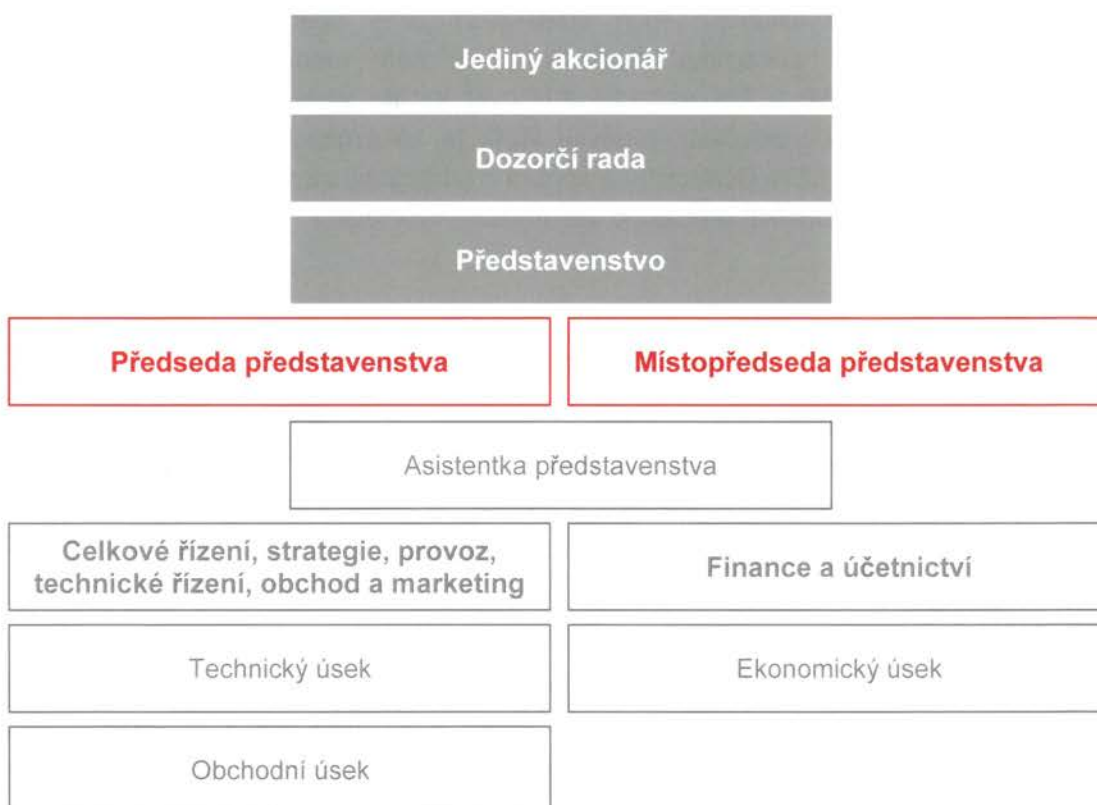 Jediný akcionář
Dozorčí rada
Představenstvo
Předseda představenstva
Místopředseda představenstva
Asistentka představenstva
Celkové řízení, strategie, provoz,
technické řízení, obchod a marketing
Finance a účetnictví
Technický úsek
Ekonomický úsek
Obchodní úsek